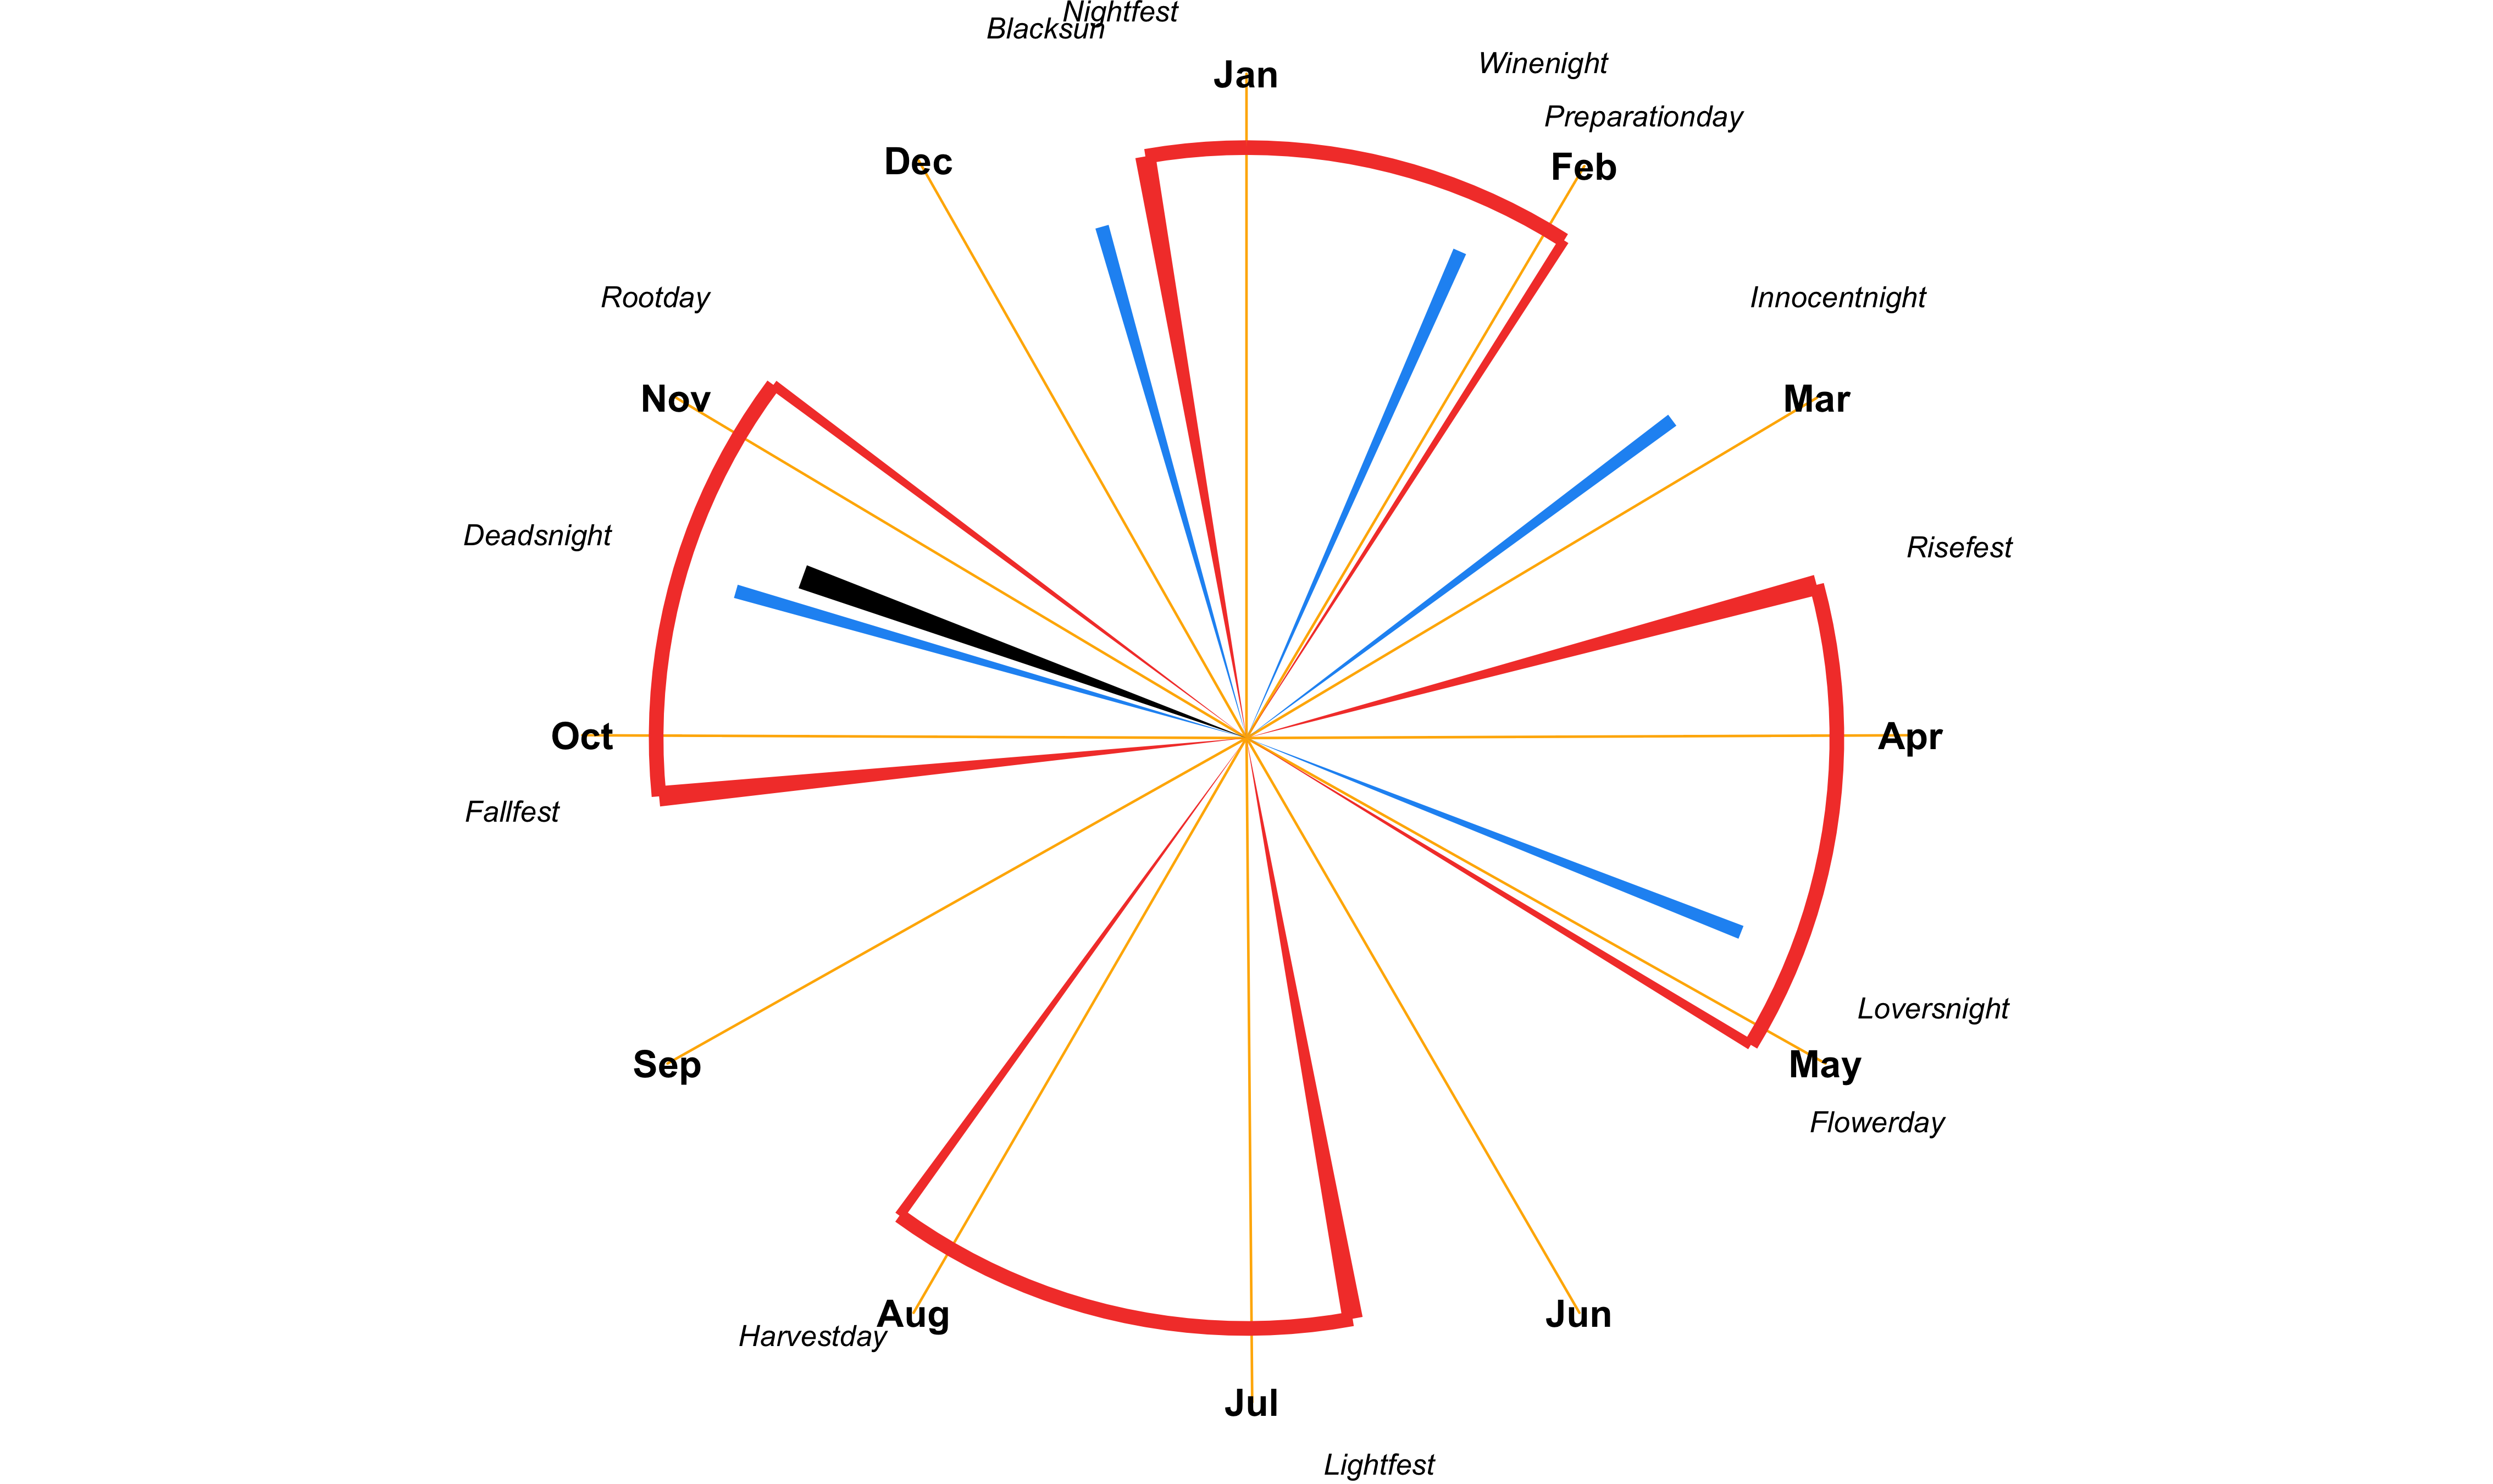 Nightfest
Blacksun
Jan
Winenight
Preparationday
Dec
Feb
Rootday
Innocentnight
Nov
Mar
Deadsnight
Risefest
Oct
Apr
Fallfest
Loversnight
Sep
May
Flowerday
Aug
Jun
Harvestday
Jul
Lightfest